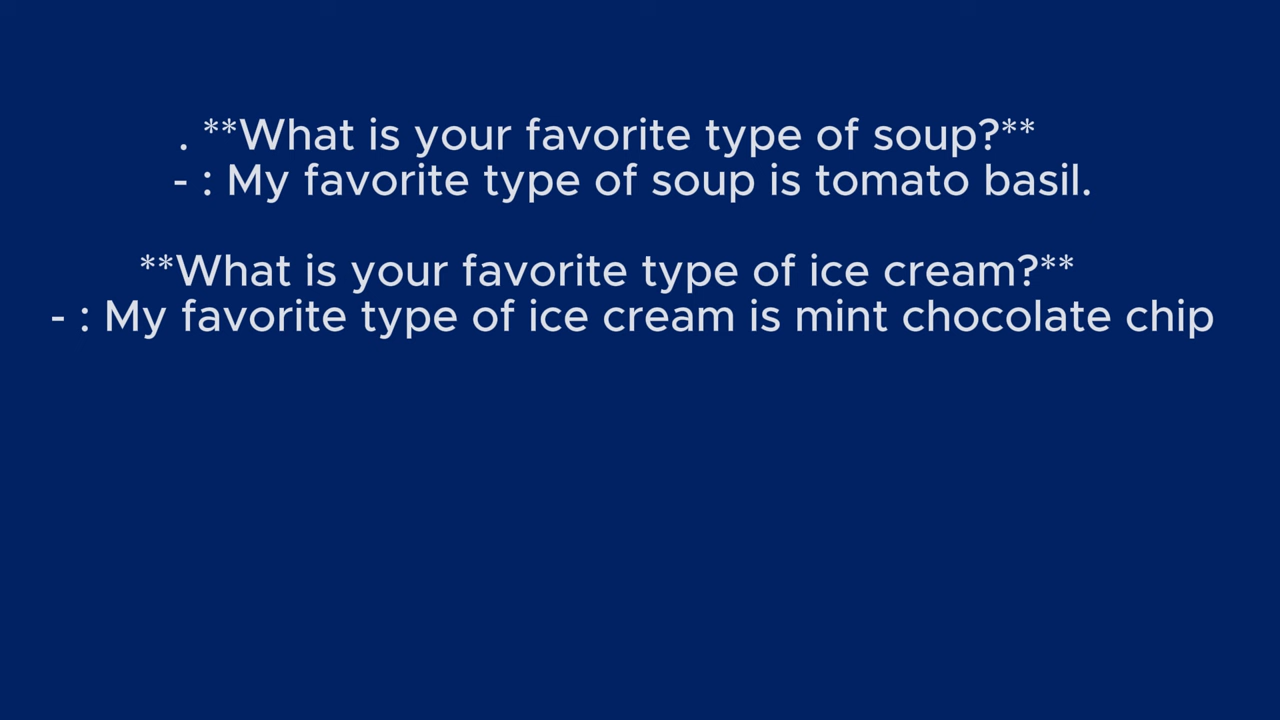 . **What is your favorite type of soup?**
- : My favorite type of soup is tomato basil.
**What is your favorite type of ice cream?**
- : My favorite type of ice cream is mint chocolate chip